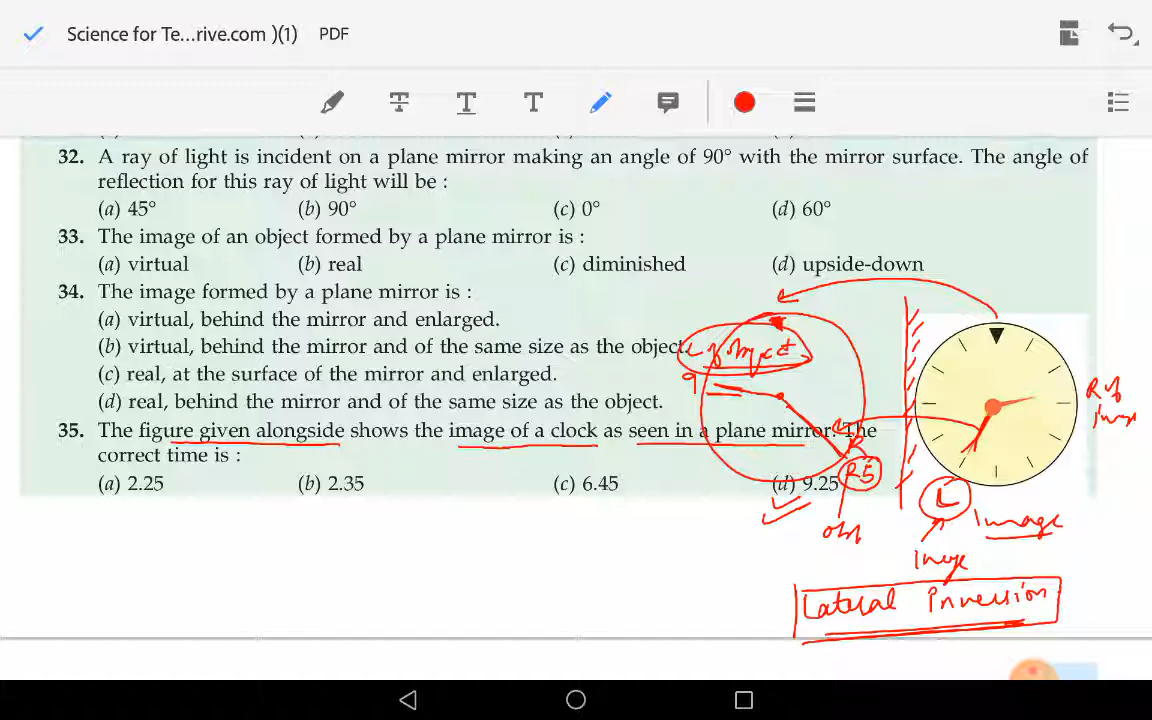 Science for Te...rive.com )(1) PDF
32. A ray of light is incident on a plane mirror making an angle of 90° with the mirror surface. The angle of
reflection for this ray of light will be :
(a) 45° (b) 90° (c) 0° (d) 60°
33. The image of an object formed by a plane mirror is :
(a) virtual (b) real (c) diminished (d) upside-down
34. The image formed by a plane mirror is :
(a) virtual, behind the mirror and enlarged.
(b) virtual, behind the mirror and of the same size as the object.
(c) real, at the surface of the mirror and enlarged.
(d) real, behind the mirror and of the same size as the object.
35. The figure given alongside shows the image of a clock as seen in a plane mirror. The
correct time is :
(a) 2.25 (b) 2.35 (c) 6.45 (d) 9.25
L of object
9
R
R5
obj
R of
L
Image
Image
Lateral Inversion